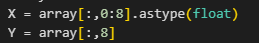 X = array[:,0:8].astype(float)
Y = array[:,8]